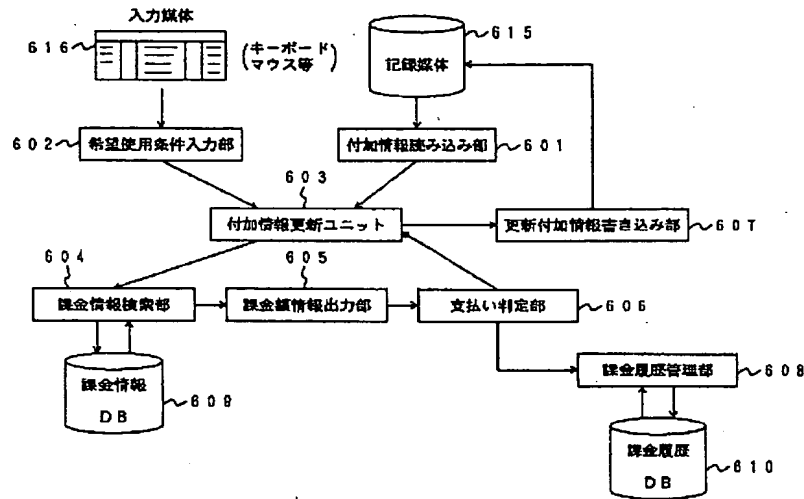 入力媒体
616
(キーボード
マウス等)
615
記録媒体
602
希望使用条件入力部
付加情報読み込み部
601
603
付加情報更新ユニット
更新付加情報書き込み部
607
604
605
課金情報検索部
課金額情報出力部
支払い判定部
606
課金情報
DB
609
課金履歴管理部
608
課金履歴
DB
610